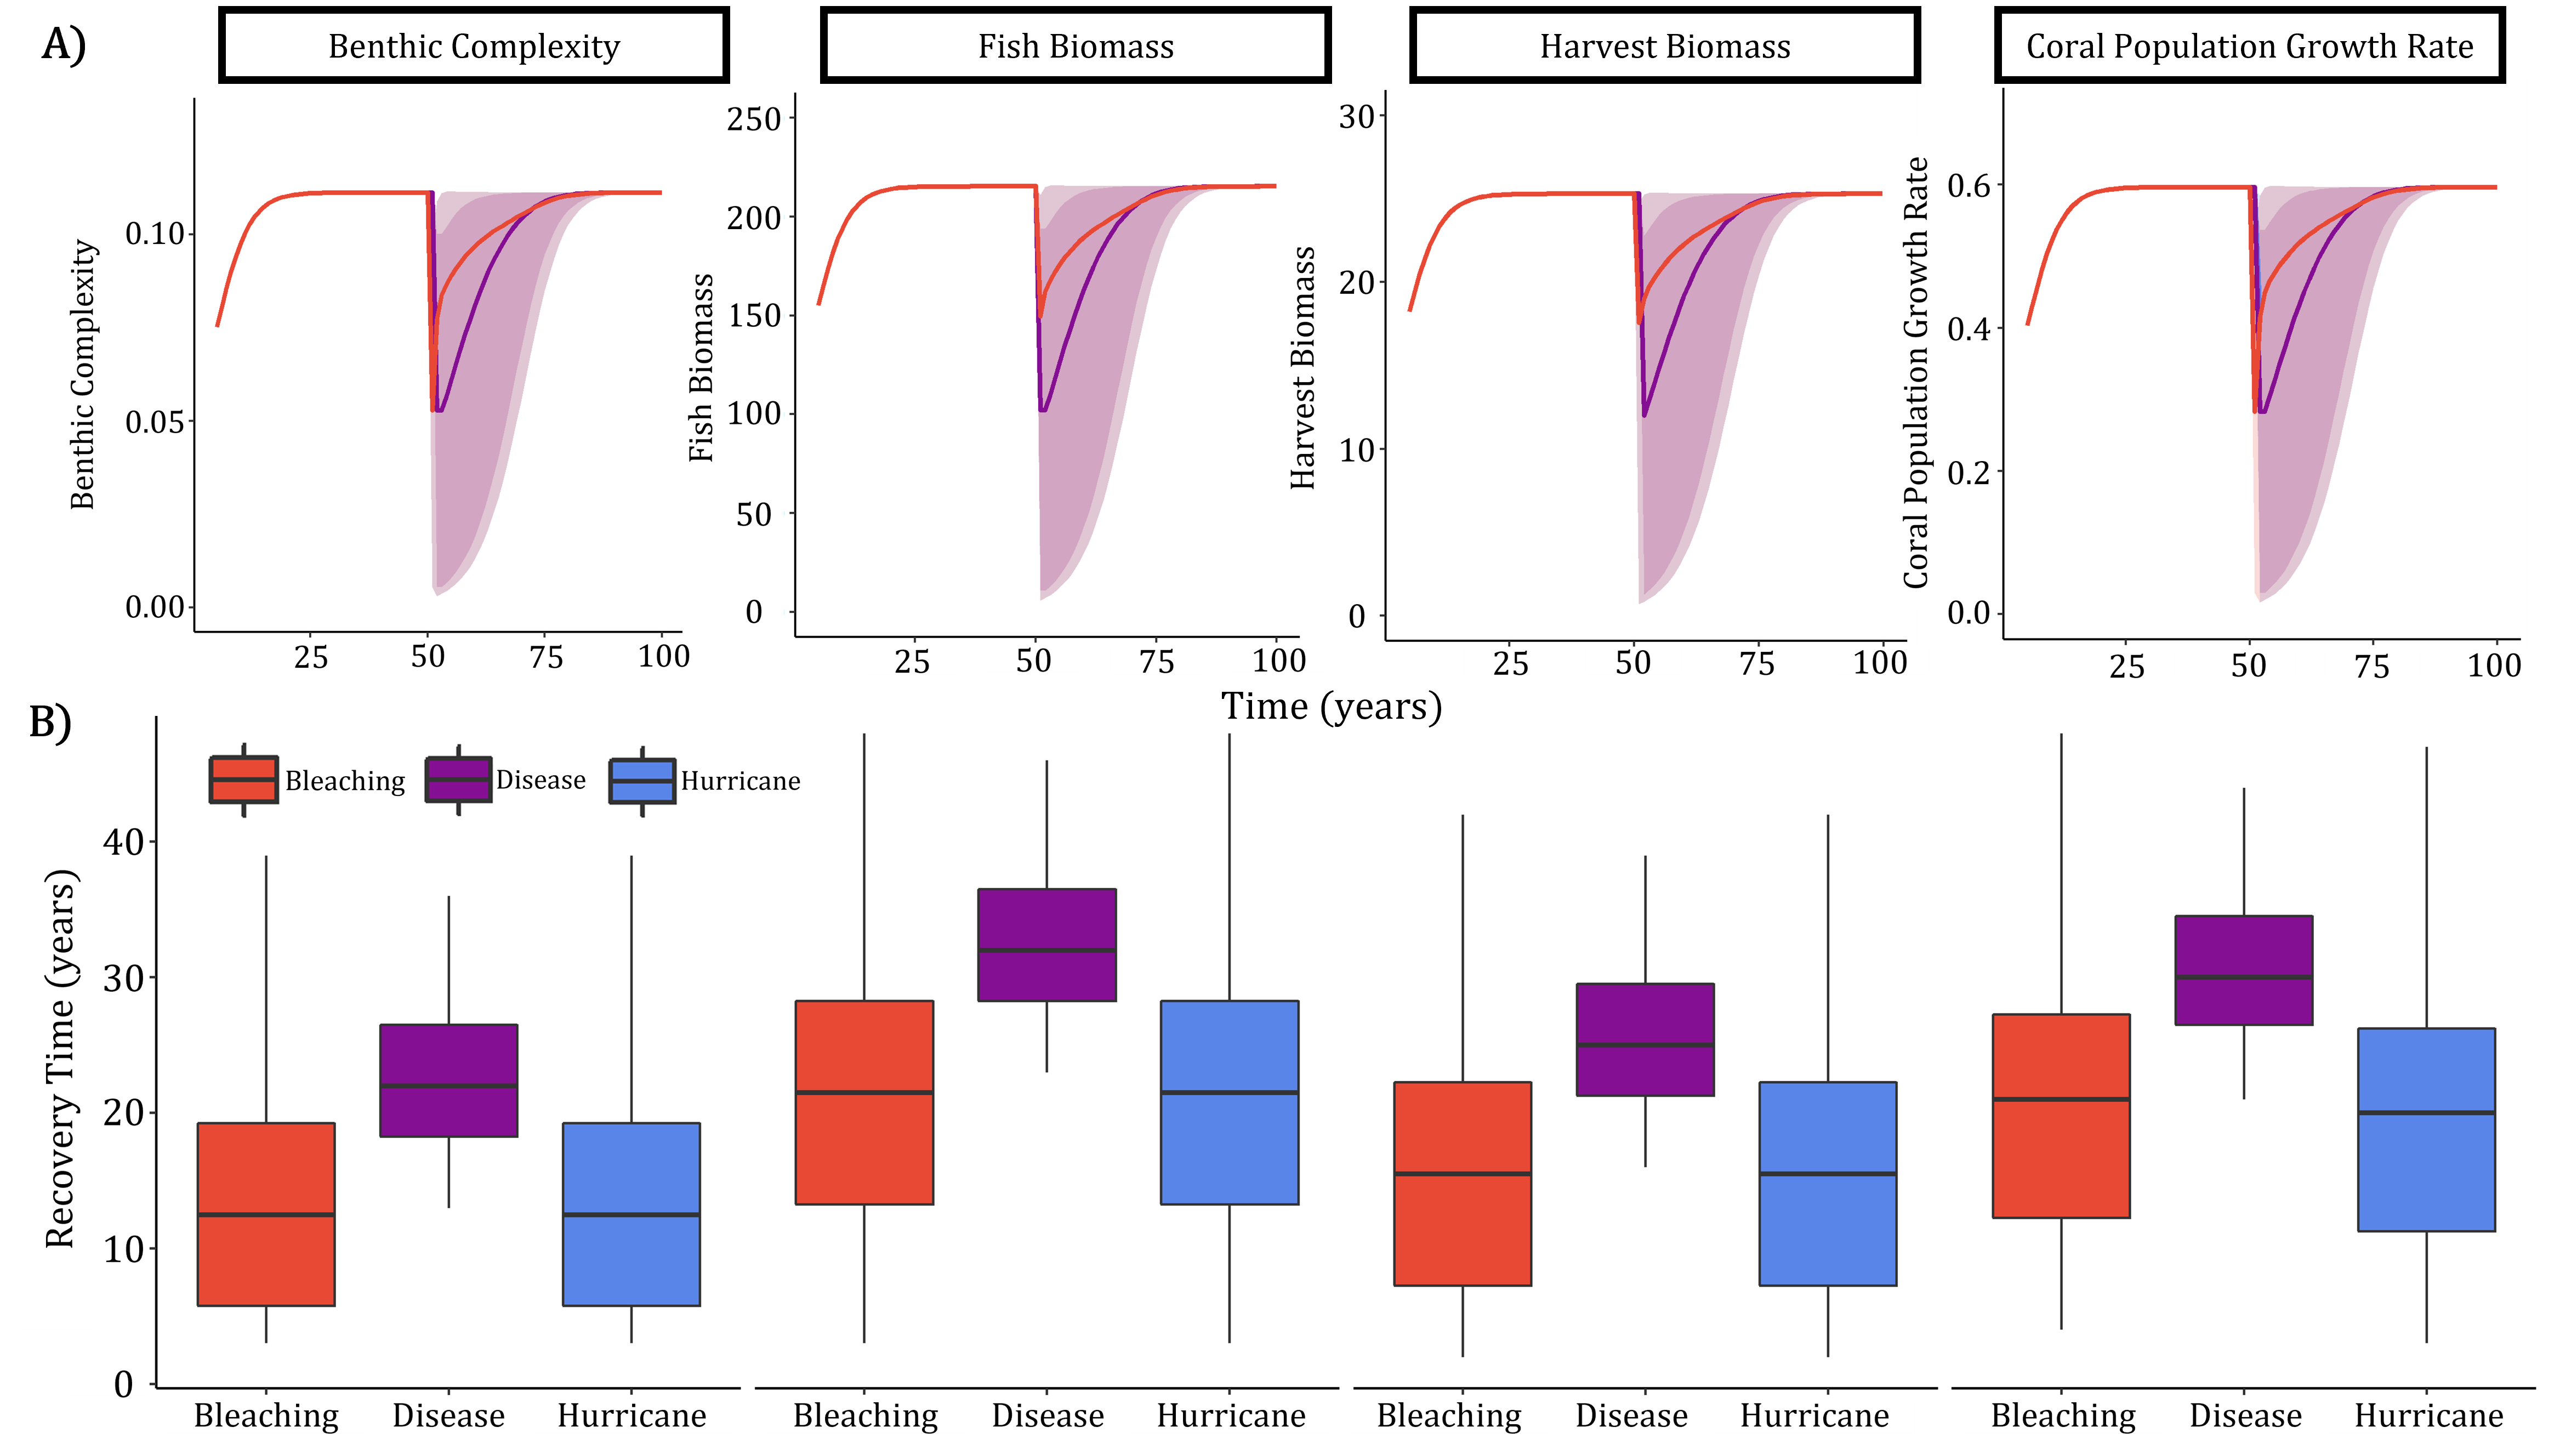 A)
Benthic Complexity
Fish Biomass
Harvest Biomass
Coral Population Growth Rate
Benthic Complexity
0.10
0.05
0.00
25 50 75 100
Fish Biomass
250
200
150
100
50
0
25 50 75 100
Harvest Biomass
30
20
10
0
25 50 75 100
Coral Population Growth Rate
0.6
0.4
0.2
0.0
25 50 75 100
Time (years)
B)
Bleaching Disease Hurricane
Recovery Time (years)
40
30
20
10
0
Bleaching Disease Hurricane
Bleaching Disease Hurricane
Bleaching Disease Hurricane
Bleaching Disease Hurricane